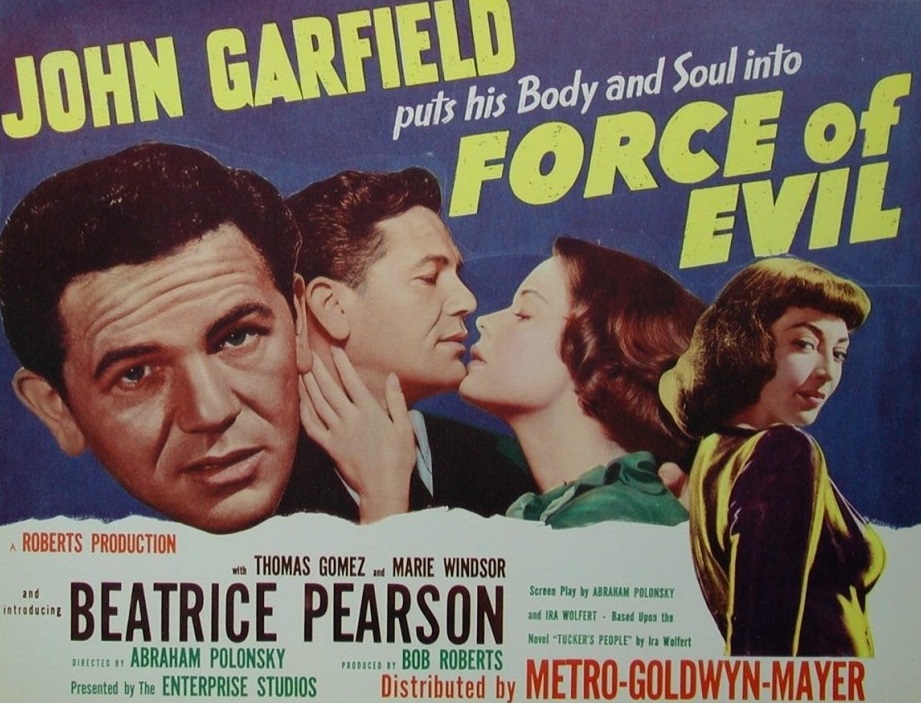 JOHN GARFIELD
puts his Body and Soul into
FORCE of
EVIL
A ROBERTS PRODUCTION
with THOMAS GOMEZ and MARIE WINDSOR
and
introducing
BEATRICE PEARSON
DIRECTED BY ABRAHAM POLONSKY
PRODUCED BY BOB ROBERTS
Presented by The ENTERPRISE STUDIOS
Screen Play by ABRAHAM POLONSKY
and IRA WOLFERT · Based Upon the
Novel "TUCKER'S PEOPLE" by Ira Wolfert
Distributed by METRO-GOLDWYN-MAYER